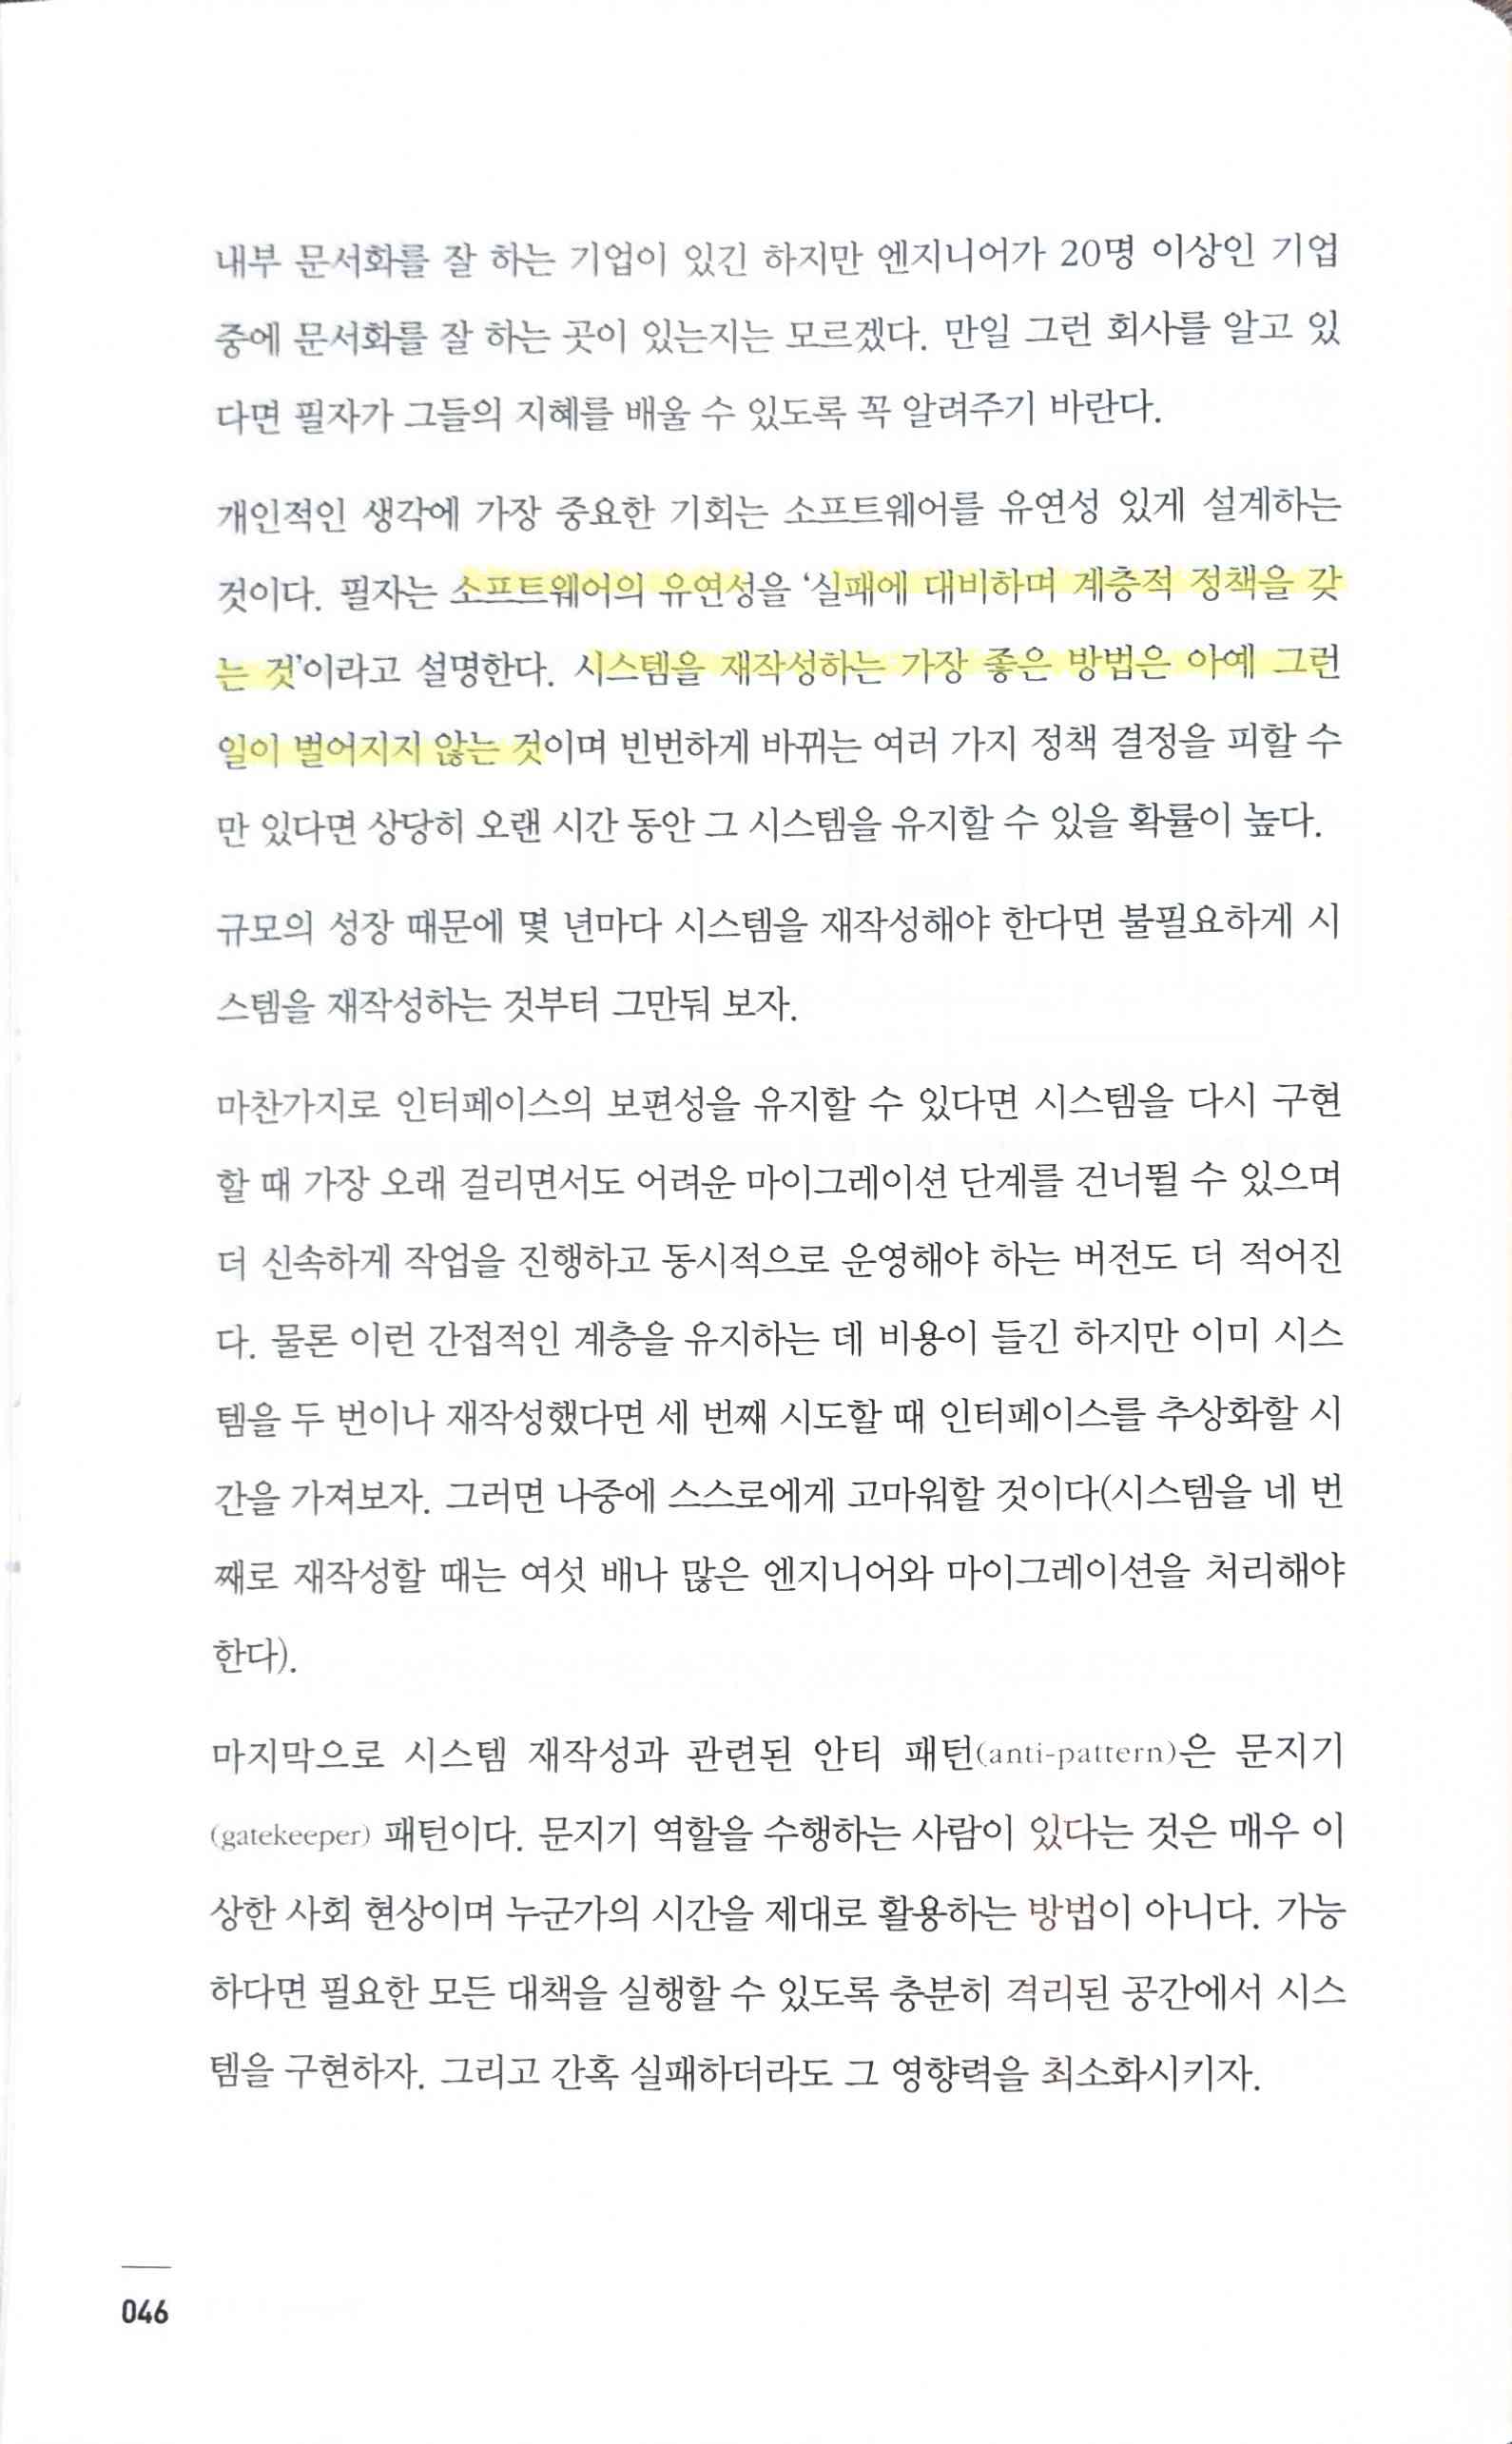 내부 문서화를 잘 하는 기업이 있긴 하지만 엔지니어가 20명 이상인 기업
중에 문서화를 잘 하는 곳이 있는지는 모르겠다. 만일 그런 회사를 알고 있
다면 필자가 그들의 지혜를 배울 수 있도록 꼭 알려주기 바란다.
개인적인 생각에 가장 중요한 기회는 소프트웨어를 유연성 있게 설계하는
것이다. 필자는 소프트웨어의 유연성을 ‘실패에 대비하며 계층적 정책을 갖
는 것’이라고 설명한다. 시스템을 재작성하는 가장 좋은 방법은 아예 그런
일이 벌어지지 않는 것이며 빈번하게 바뀌는 여러 가지 정책 결정을 피할 수
만 있다면 상당히 오랜 시간 동안 그 시스템을 유지할 수 있을 확률이 높다.
규모의 성장 때문에 몇 년마다 시스템을 재작성해야 한다면 불필요하게 시
스템을 재작성하는 것부터 그만둬 보자.
마찬가지로 인터페이스의 보편성을 유지할 수 있다면 시스템을 다시 구현
할 때 가장 오래 걸리면서도 어려운 마이그레이션 단계를 건너뛸 수 있으며
더 신속하게 작업을 진행하고 동시적으로 운영해야 하는 버전도 더 적어진
다. 물론 이런 간접적인 계층을 유지하는 데 비용이 들긴 하지만 이미 시스
템을 두 번이나 재작성했다면 세 번째 시도할 때 인터페이스를 추상화할 시
간을 가져보자. 그러면 나중에 스스로에게 고마워할 것이다(시스템을 네 번
째로 재작성할 때는 여섯 배나 많은 엔지니어와 마이그레이션을 처리해야
한다).
마지막으로 시스템 재작성과 관련된 안티 패턴(anti-pattern)은 문지기
(gatekeeper) 패턴이다. 문지기 역할을 수행하는 사람이 있다는 것은 매우 이
상한 사회 현상이며 누군가의 시간을 제대로 활용하는 방법이 아니다. 가능
하다면 필요한 모든 대책을 실행할 수 있도록 충분히 격리된 공간에서 시스
템을 구현하자. 그리고 간혹 실패하더라도 그 영향력을 최소화시키자.
046